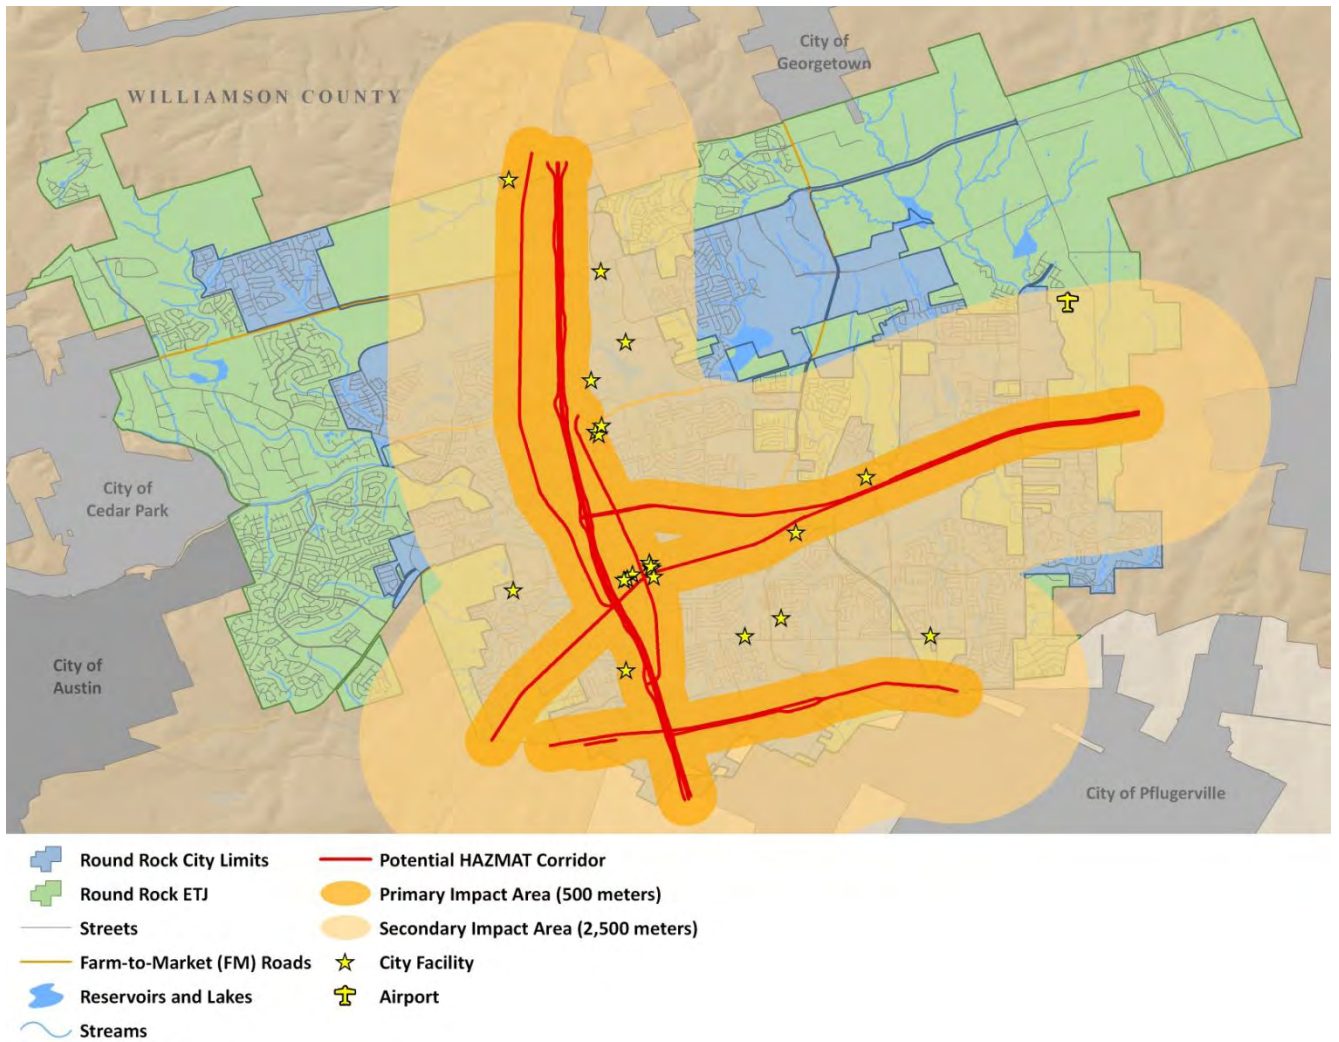 City of
Georgetown
WILLIAMSON COUNTY
City of
Cedar Park
City of
Austin
City of Pflugerville
Round Rock City Limits
Round Rock ETJ
Streets
Farm-to-Market (FM) Roads
Reservoirs and Lakes
Streams
Potential HAZMAT Corridor
Primary Impact Area (500 meters)
Secondary Impact Area (2,500 meters)
City Facility
Airport